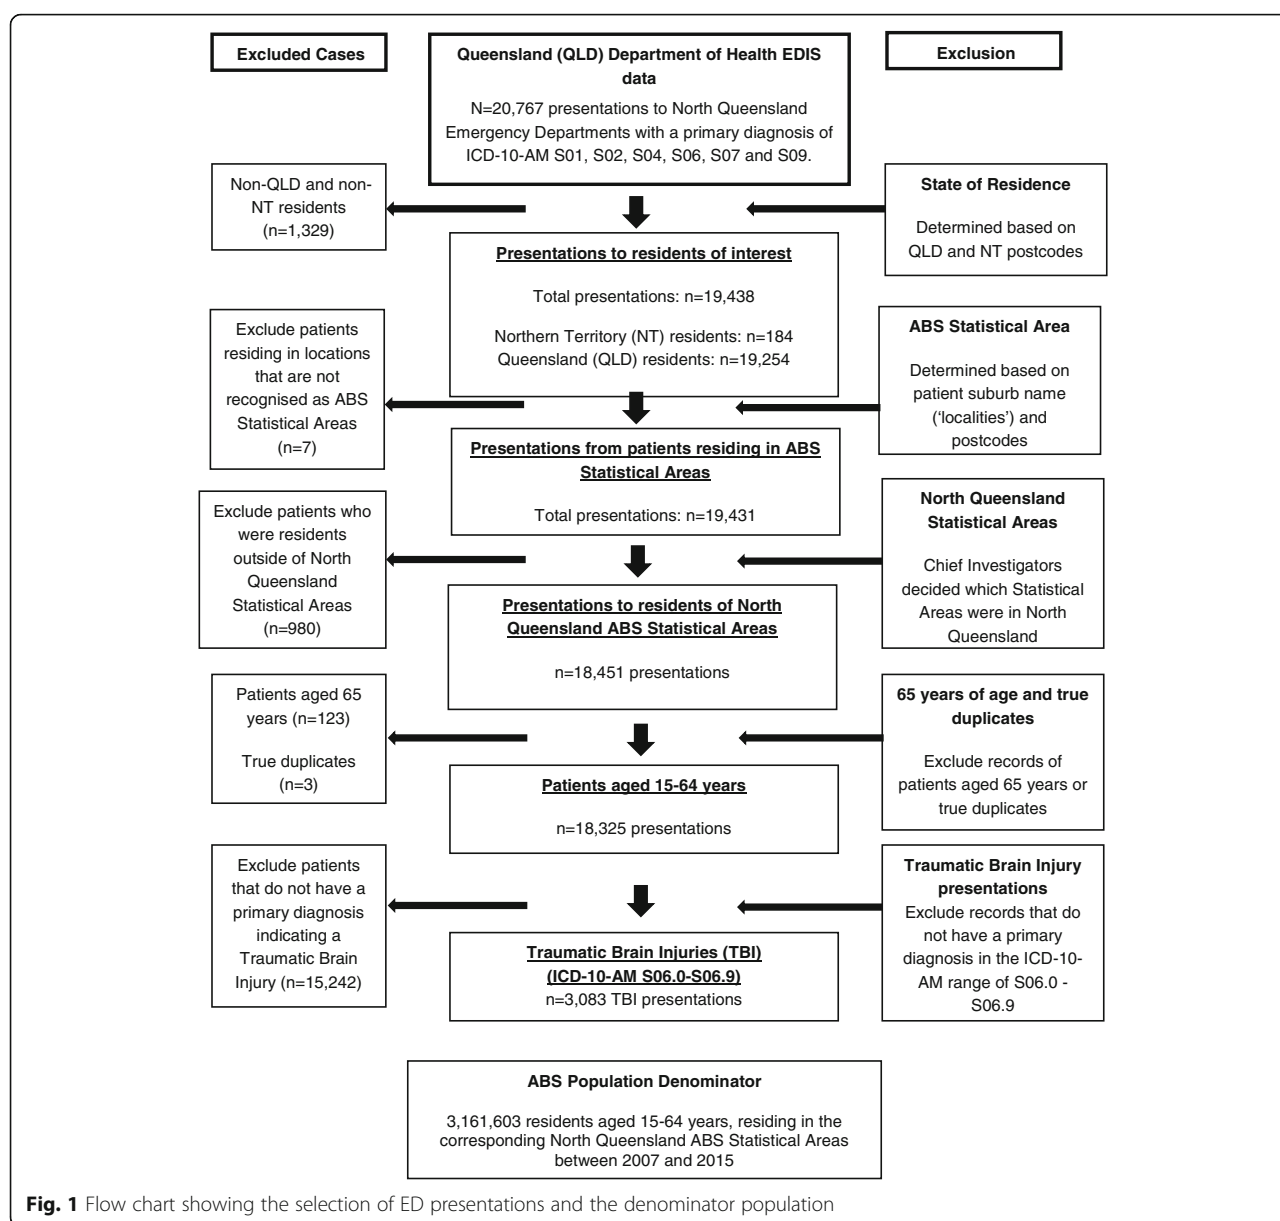 Excluded Cases
Queensland (QLD) Department of Health EDIS
data
N=20,767 presentations to North Queensland
Emergency Departments with a primary diagnosis of
ICD-10-AM S01, S02, S04, S06, S07 and S09.
Exclusion
Non-QLD and non-
NT residents
(n=1,329)
State of Residence
Determined based on
QLD and NT postcodes
Presentations to residents of interest
Total presentations: n=19,438
Northern Territory (NT) residents: n=184
Queensland (QLD) residents: n=19,254
Exclude patients
residing in locations
that are not
recognised as ABS
Statistical Areas
(n=7)
ABS Statistical Area
Determined based on
patient suburb name
(‘localities’) and
postcodes
Presentations from patients residing in ABS
Statistical Areas
Total presentations: n=19,431
Exclude patients who
were residents
outside of North
Queensland
Statistical Areas
(n=980)
North Queensland
Statistical Areas
Chief Investigators
decided which Statistical
Areas were in North
Queensland
Presentations to residents of North
Queensland ABS Statistical Areas
n=18,451 presentations
Patients aged 65
years (n=123)
True duplicates
(n=3)
65 years of age and true
duplicates
Exclude records of
patients aged 65 years or
true duplicates
Patients aged 15-64 years
n=18,325 presentations
Exclude patients
that do not have a
primary diagnosis
indicating a
Traumatic Brain
Injury (n=15,242)
Traumatic Brain Injury
presentations
Exclude records that do
not have a primary
diagnosis in the ICD-10-
AM range of S06.0 -
S06.9
Traumatic Brain Injuries (TBI)
(ICD-10-AM S06.0-S06.9)
n=3,083 TBI presentations
ABS Population Denominator
3,161,603 residents aged 15-64 years, residing in the
corresponding North Queensland ABS Statistical Areas
between 2007 and 2015
Fig. 1 Flow chart showing the selection of ED presentations and the denominator population